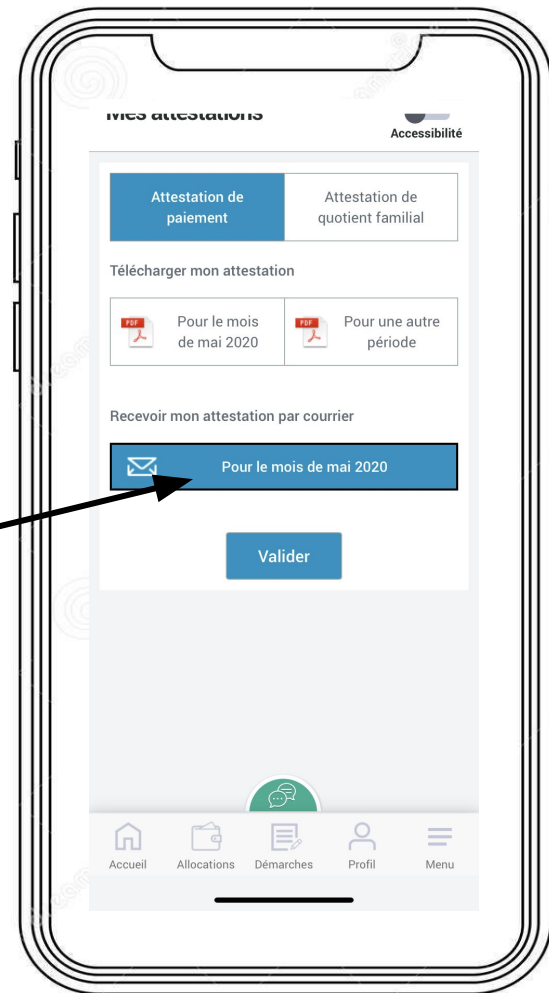 Mes attestations
Accessibilité
Attestation de
paiement
Attestation de
quotient familial
Télécharger mon attestation
PDF
Pour le mois
de mai 2020
PDF
Pour une autre
période
Recevoir mon attestation par courrier
Pour le mois de mai 2020
Valider
Accueil
Allocations
Démarches
Profil
Menu